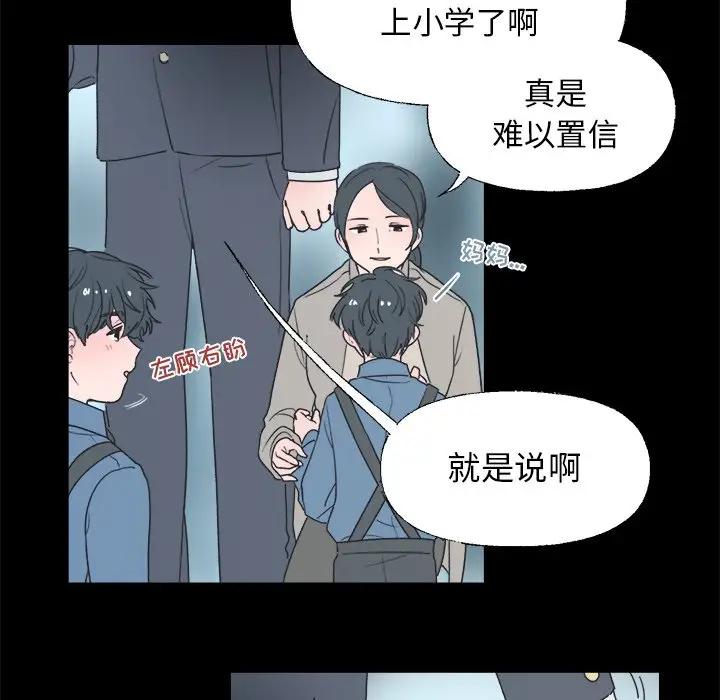 上小学了啊
真是
难以置信
妈妈...
左顾右盼
就是说啊